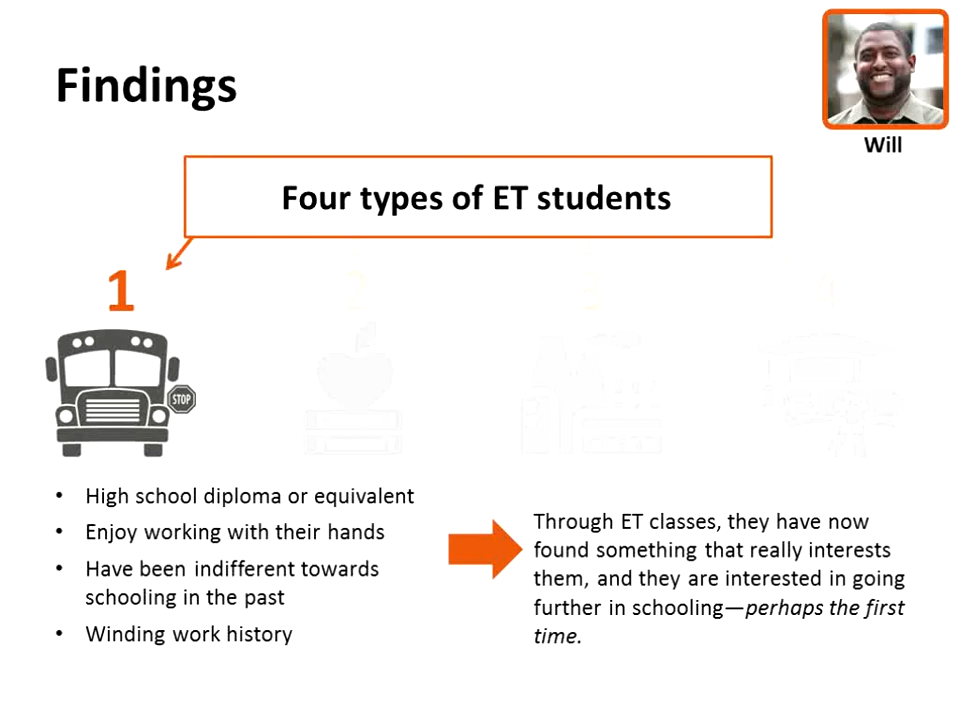 Findings
Will
Four types of ET students
1
STOP
• High school diploma or equivalent
• Enjoy working with their hands
• Have been indifferent towards
schooling in the past
• Winding work history
Through ET classes, they have now
found something that really interests
them, and they are interested in going
further in schooling—perhaps the first
time.